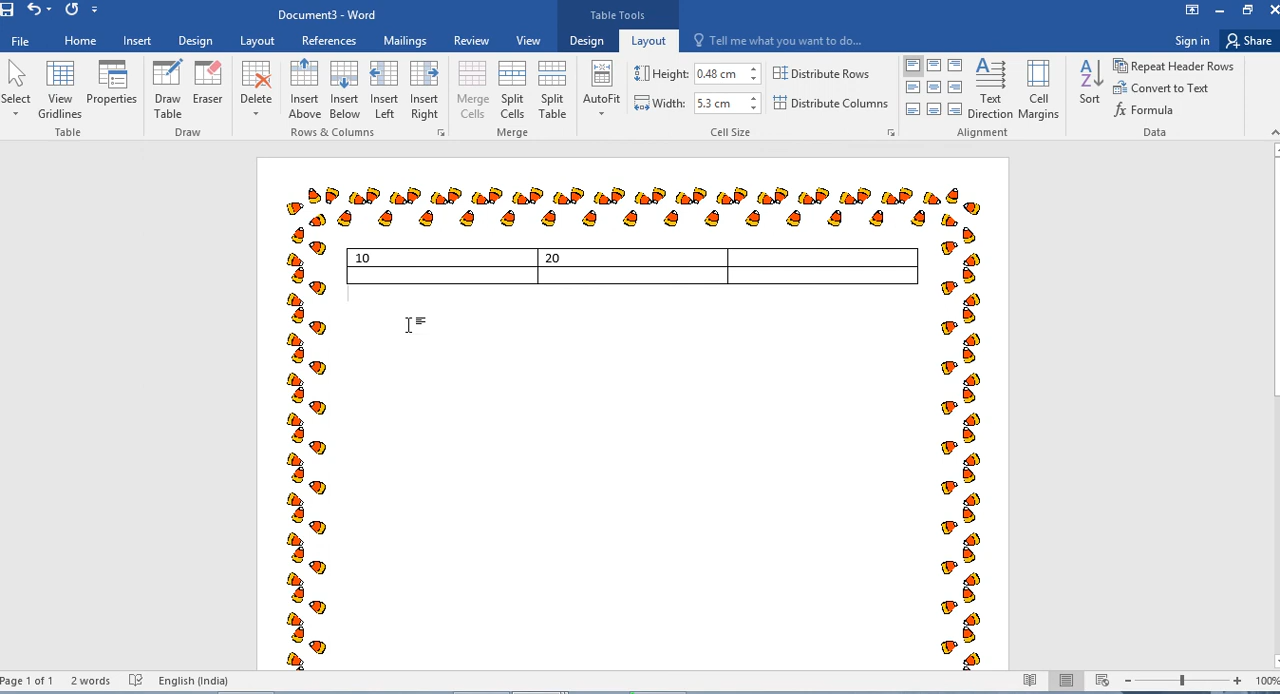 Document3 - Word
Table Tools
File Home Insert Design Layout References Mailings Review View Design Layout Tell me what you want to do... Sign in Share
Select
View Gridlines
Properties
Table
Draw Table
Eraser
Draw
Delete
Insert Above
Insert Below
Insert Left
Insert Right
Rows & Columns
Merge Cells
Split Cells
Split Table
Merge
AutoFit
Height: 0.48 cm
Width: 5.3 cm
Distribute Rows
Distribute Columns
Cell Size
Text Direction
Cell Margins
Alignment
A Z
Sort
Repeat Header Rows
Convert to Text
fx Formula
Data
10 20
Page 1 of 1 2 words English (India) 100%